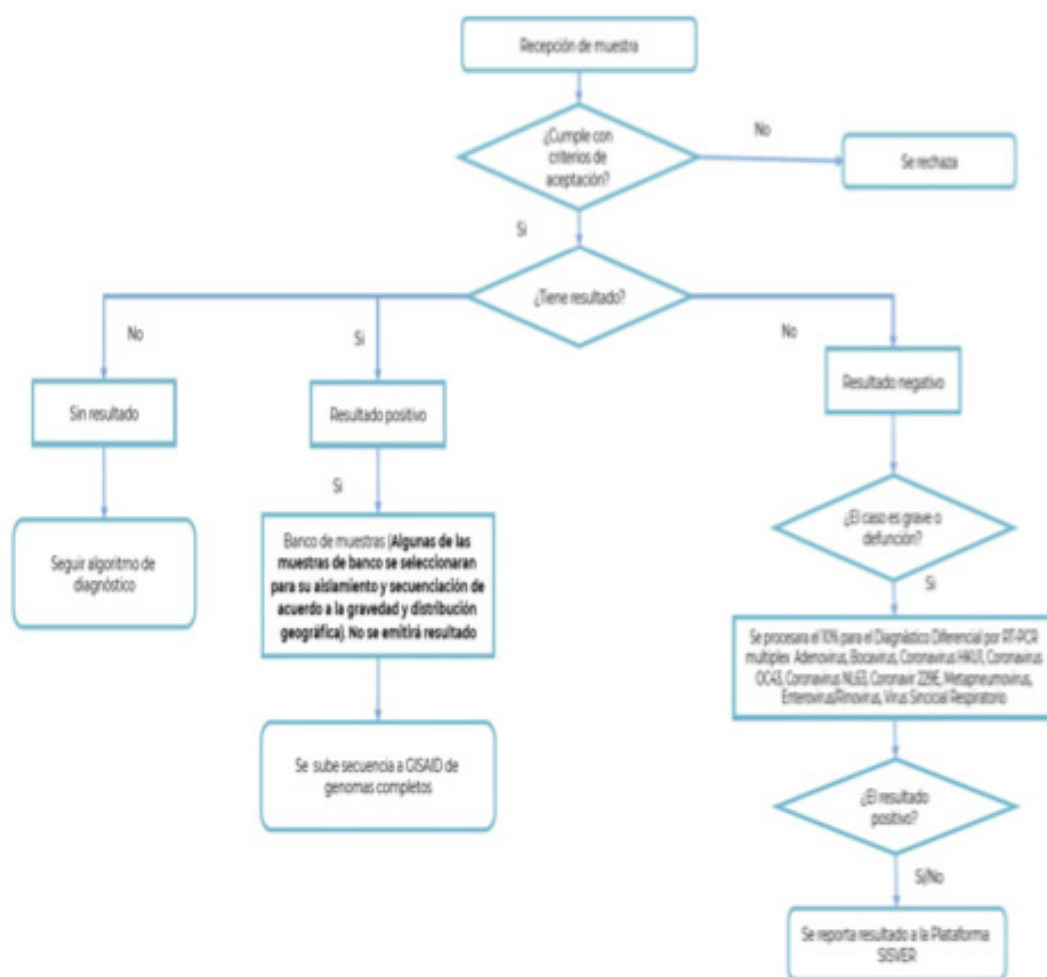 Recepción de muestra
¿Cumple con
criterios de
aceptación?
No
Se rechaza
Si
¿Tiene resultado?
No
Si
No
Sin resultado
Resultado positivo
Resultado negativo
Si
Seguir algoritmo de
diagnóstico
Banco de muestras (Algunas de las
muestras de banco se seleccionaran
para su aislamiento y secuenciación de
acuerdo a la gravedad y distribución
geográfica). No se emitirá resultado
¿El caso es grave o
defunción?
Si
Se procesara el 10% para el Diagnóstico Diferencial por RT-PCR
multiplex Adenovirus, Bocavirus, Coronavirus HKU1, Coronavirus
OC43, Coronavirus NL63, Coronavir 229E, Metapneumovirus,
Enterovirus/Rinovirus, Virus Sincicial Respiratorio
Se sube secuencia a GISAID de
genomas completos
¿El resultado
positivo?
Si/No
Se reporta resultado a la Plataforma
SISVER